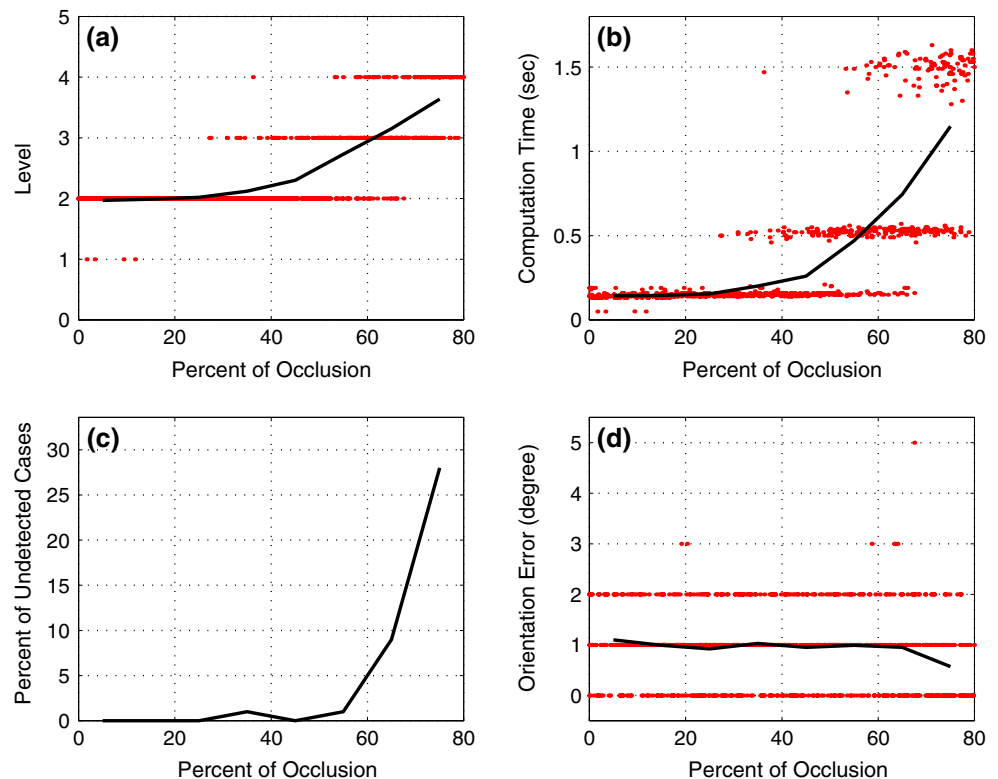 (a)
Level
5
4
3
2
1
0
0 20 40 60 80
Percent of Occlusion
(b)
Computation Time (sec)
1.5
1
0.5
0
0 20 40 60 80
Percent of Occlusion
(c)
Percent of Undetected Cases
30
25
20
15
10
5
0
0 20 40 60 80
Percent of Occlusion
(d)
Orientation Error (degree)
5
4
3
2
1
0
0 20 40 60 80
Percent of Occlusion